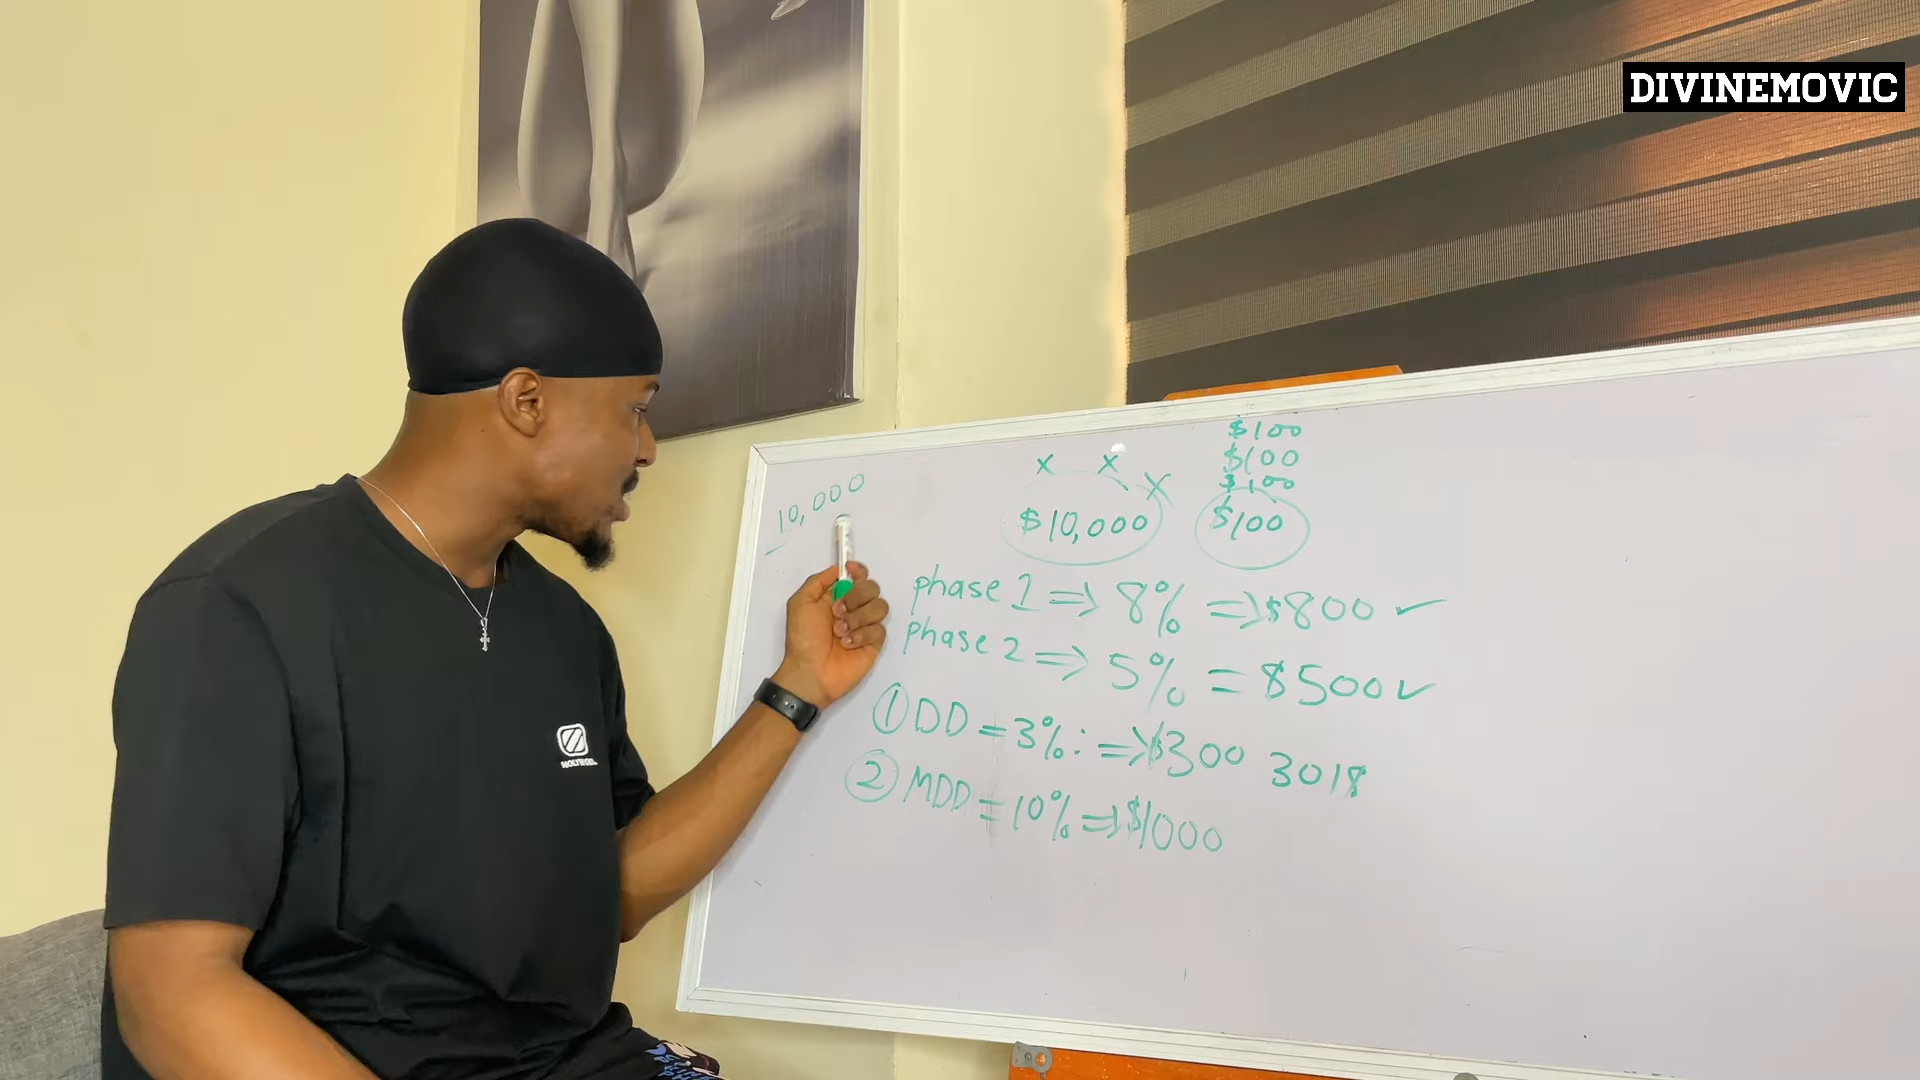 DIVINEMOVIC
$100
$100
$100
10,000
x x x
$10,000 $100
phase 1 => 8% => $800 ✓
phase 2 => 5% = $500 ✓
① DD = 3%: => $300 301$
② MDD = 10% => $1000